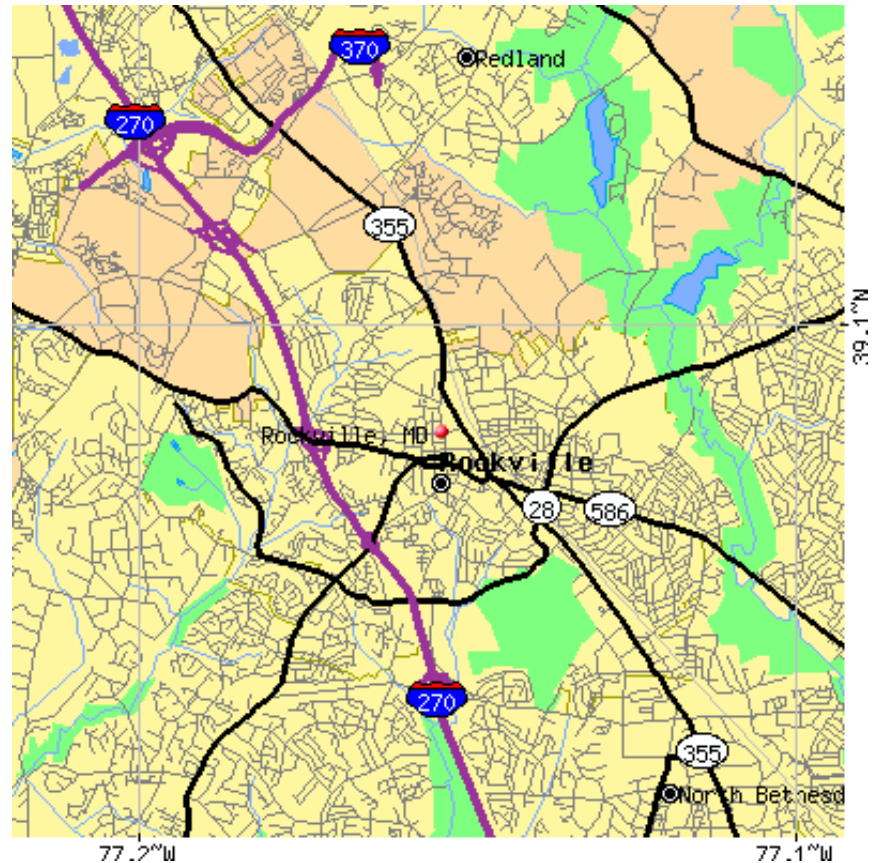 370
Redland
270
355
39.1~N
Rockville, MD
Rockville
28
586
270
355
North Bethesd
77.2~W
77.1~W